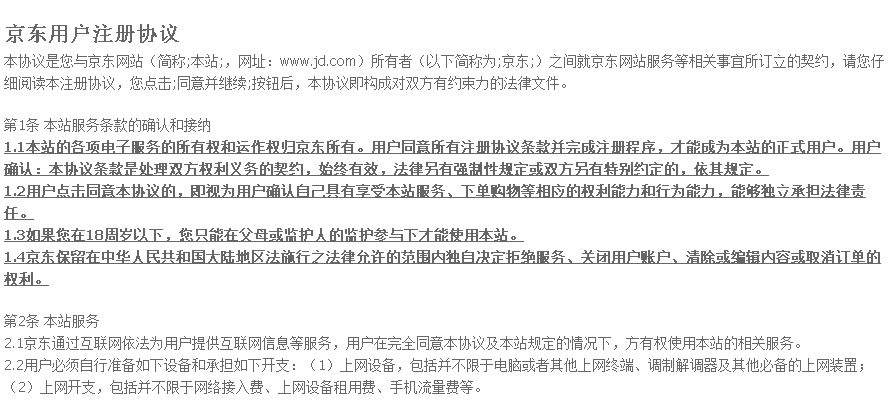 京东用户注册协议
本协议是您与京东网站（简称;本站;，网址：www.jd.com）所有者（以下简称为;京东;）之间就京东网站服务等相关事宜所订立的契约，请您仔
细阅读本注册协议，您点击;同意并继续;按钮后，本协议即构成对双方有约束力的法律文件。
第1条 本站服务条款的确认和接纳
1.1本站的各项电子服务的所有权和运作权归京东所有。用户同意所有注册协议条款并完成注册程序，才能成为本站的正式用户。用户
确认：本协议条款是处理双方权利义务的契约，始终有效，法律另有强制性规定或双方另有特别约定的，依其规定。
1.2用户点击同意本协议的，即视为用户确认自己具有享受本站服务、下单购物等相应的权利能力和行为能力，能够独立承担法律责
任。
1.3如果您在18周岁以下，您只能在父母或监护人的监护参与下才能使用本站。
1.4京东保留在中华人民共和国大陆地区法施行之法律允许的范围内独自决定拒绝服务、关闭用户账户、清除或编辑内容或取消订单的
权利。
第2条 本站服务
2.1京东通过互联网依法为用户提供互联网信息等服务，用户在完全同意本协议及本站规定的情况下，方有权使用本站的相关服务。
2.2用户必须自行准备如下设备和承担如下开支：（1）上网设备，包括并不限于电脑或者其他上网终端、调制解调器及其他必备的上网装置；
（2）上网开支，包括并不限于网络接入费、上网设备租用费、手机流量费等。